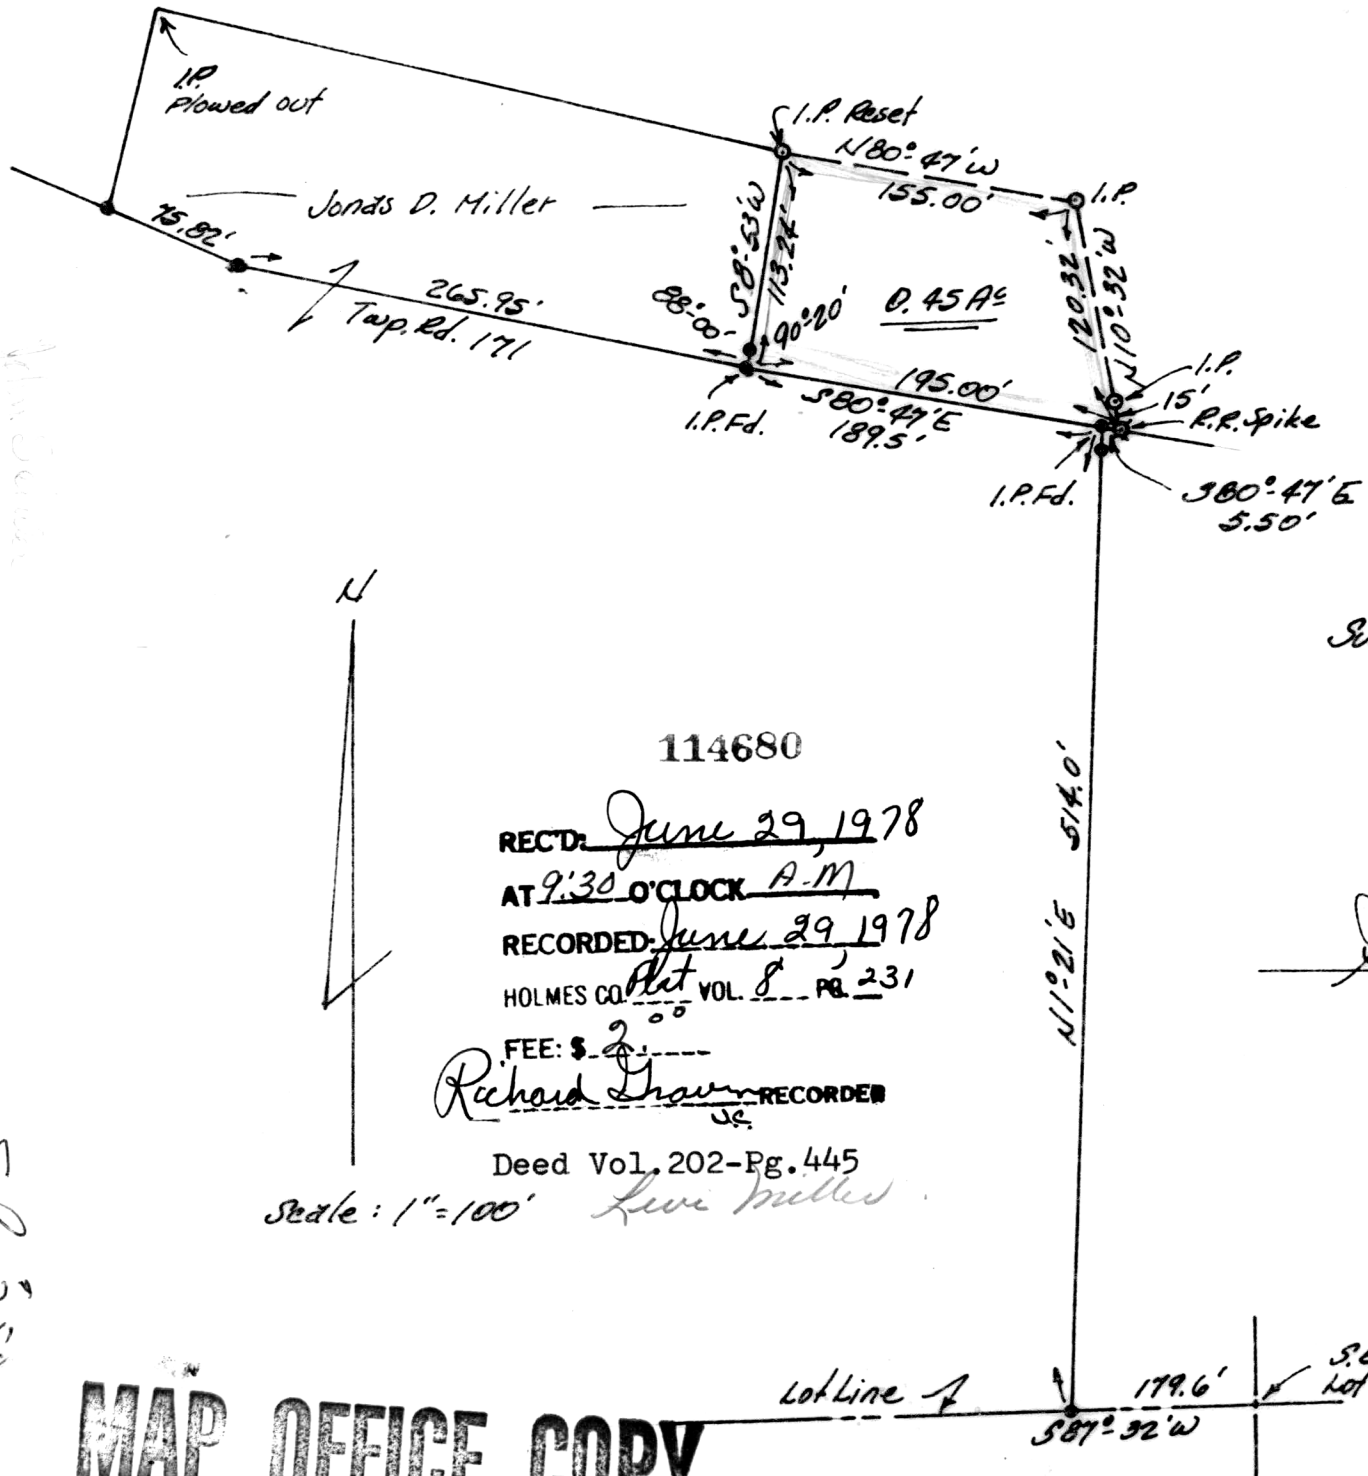 I.P.
Plowed out
I.P. Reset
N80°-47'W
155.00'
I.P.
Jonas D. Miller
75.82'
265.95'
Twp. Rd. 171
S8°-53'W
113.24'
88°-00'
90°-20'
0.45 Ac
120.32'
N10°-32'W
195.00'
S80°-47'E
189.5'
I.P. Fd.
I.P.
15'
R.R. Spike
I.P. Fd.
S80°-47'E
5.50'
N
114680
REC'D: June 29, 1978
AT 9:30 O'CLOCK A.M
RECORDED: June 29, 1978
HOLMES CO. Plat VOL. 8 PG. 231
FEE: $ 2.00
Richard Graven RECORDER
J.C.
Deed Vol.202-Pg.445
Levi Miller
Scale: 1"=100'
N1°-21'E 514.0'
Lot Line
179.6'
S87°-32'W
Lot
MAP OFFICE COPY